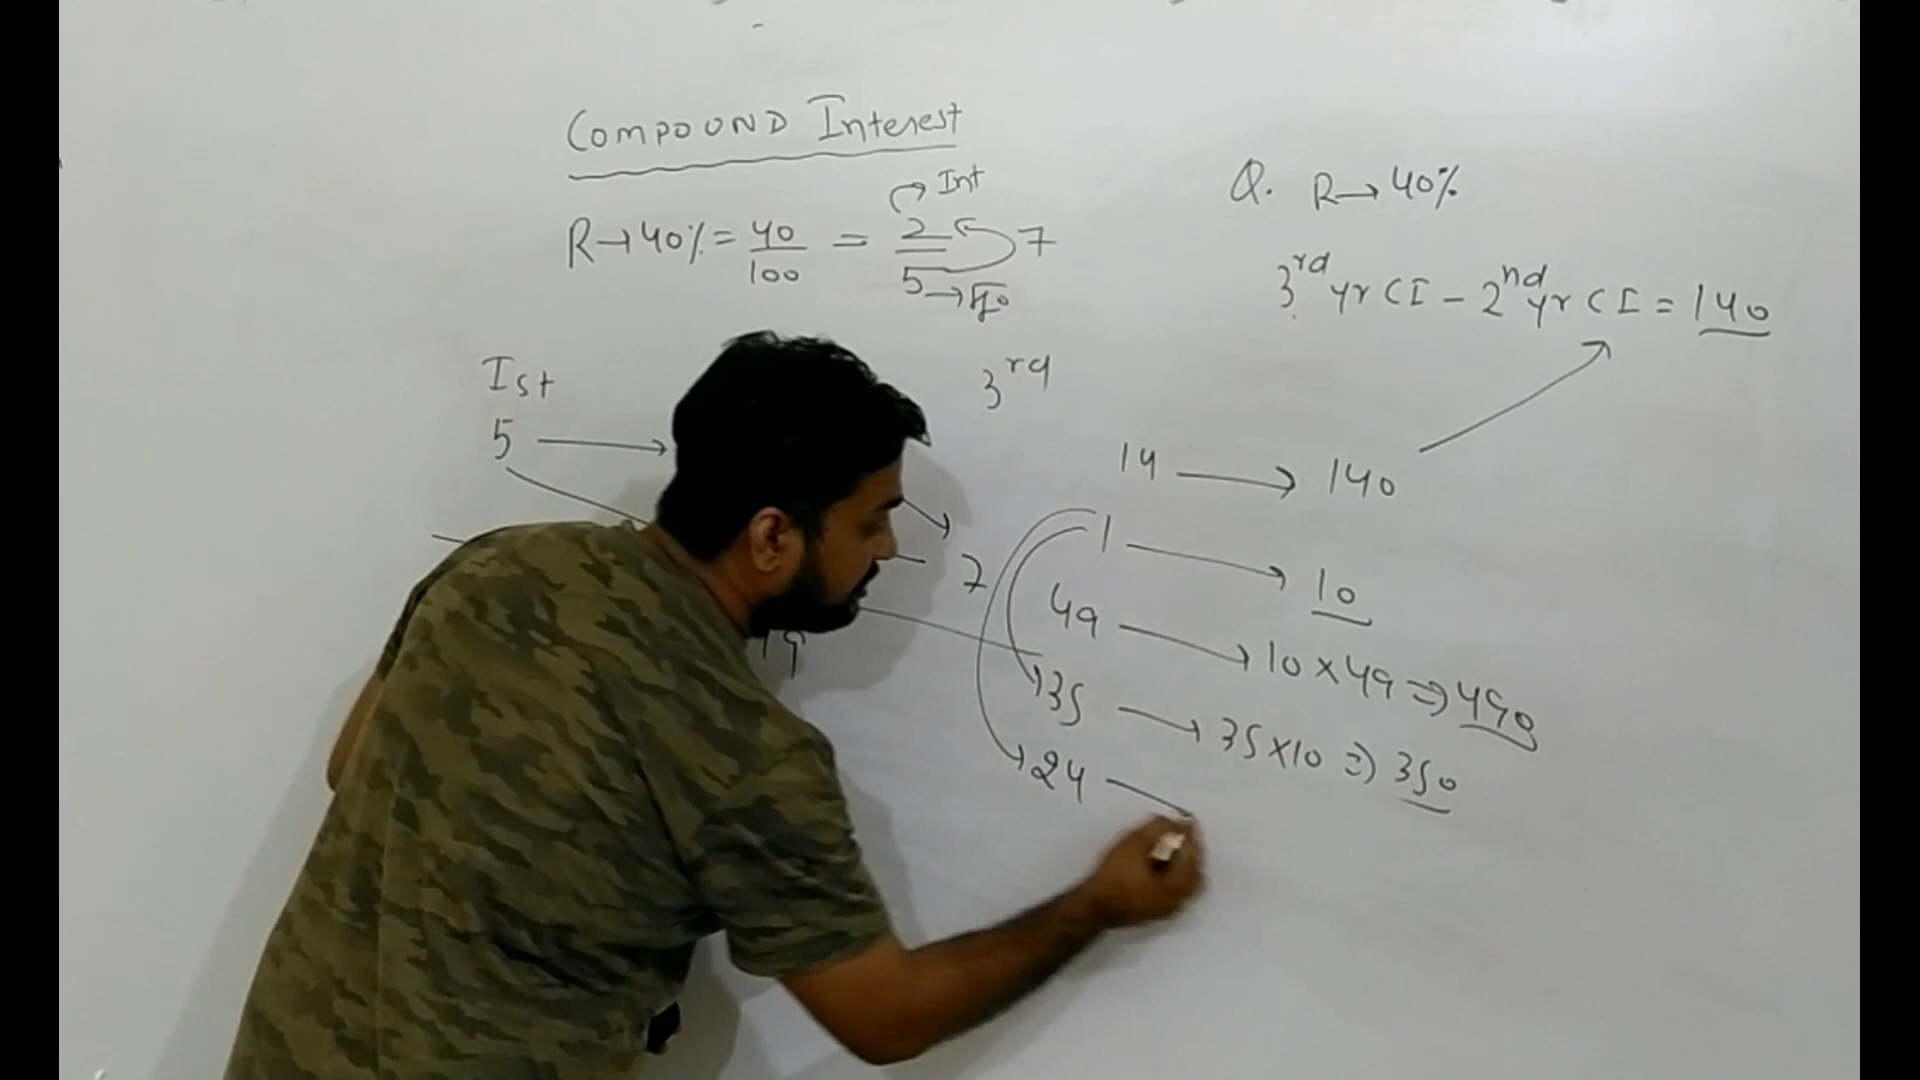 COMPOUND Interest
Int
R→40%= 40/100 = 2/5 7
Q. R→40%
3rd yr CI - 2nd yr CI = 140
Ist
3rd
5
14 → 140
1 → 10
7
49 → 10 × 49 ⇒ 490
35 → 35×10 ⇒ 350
24